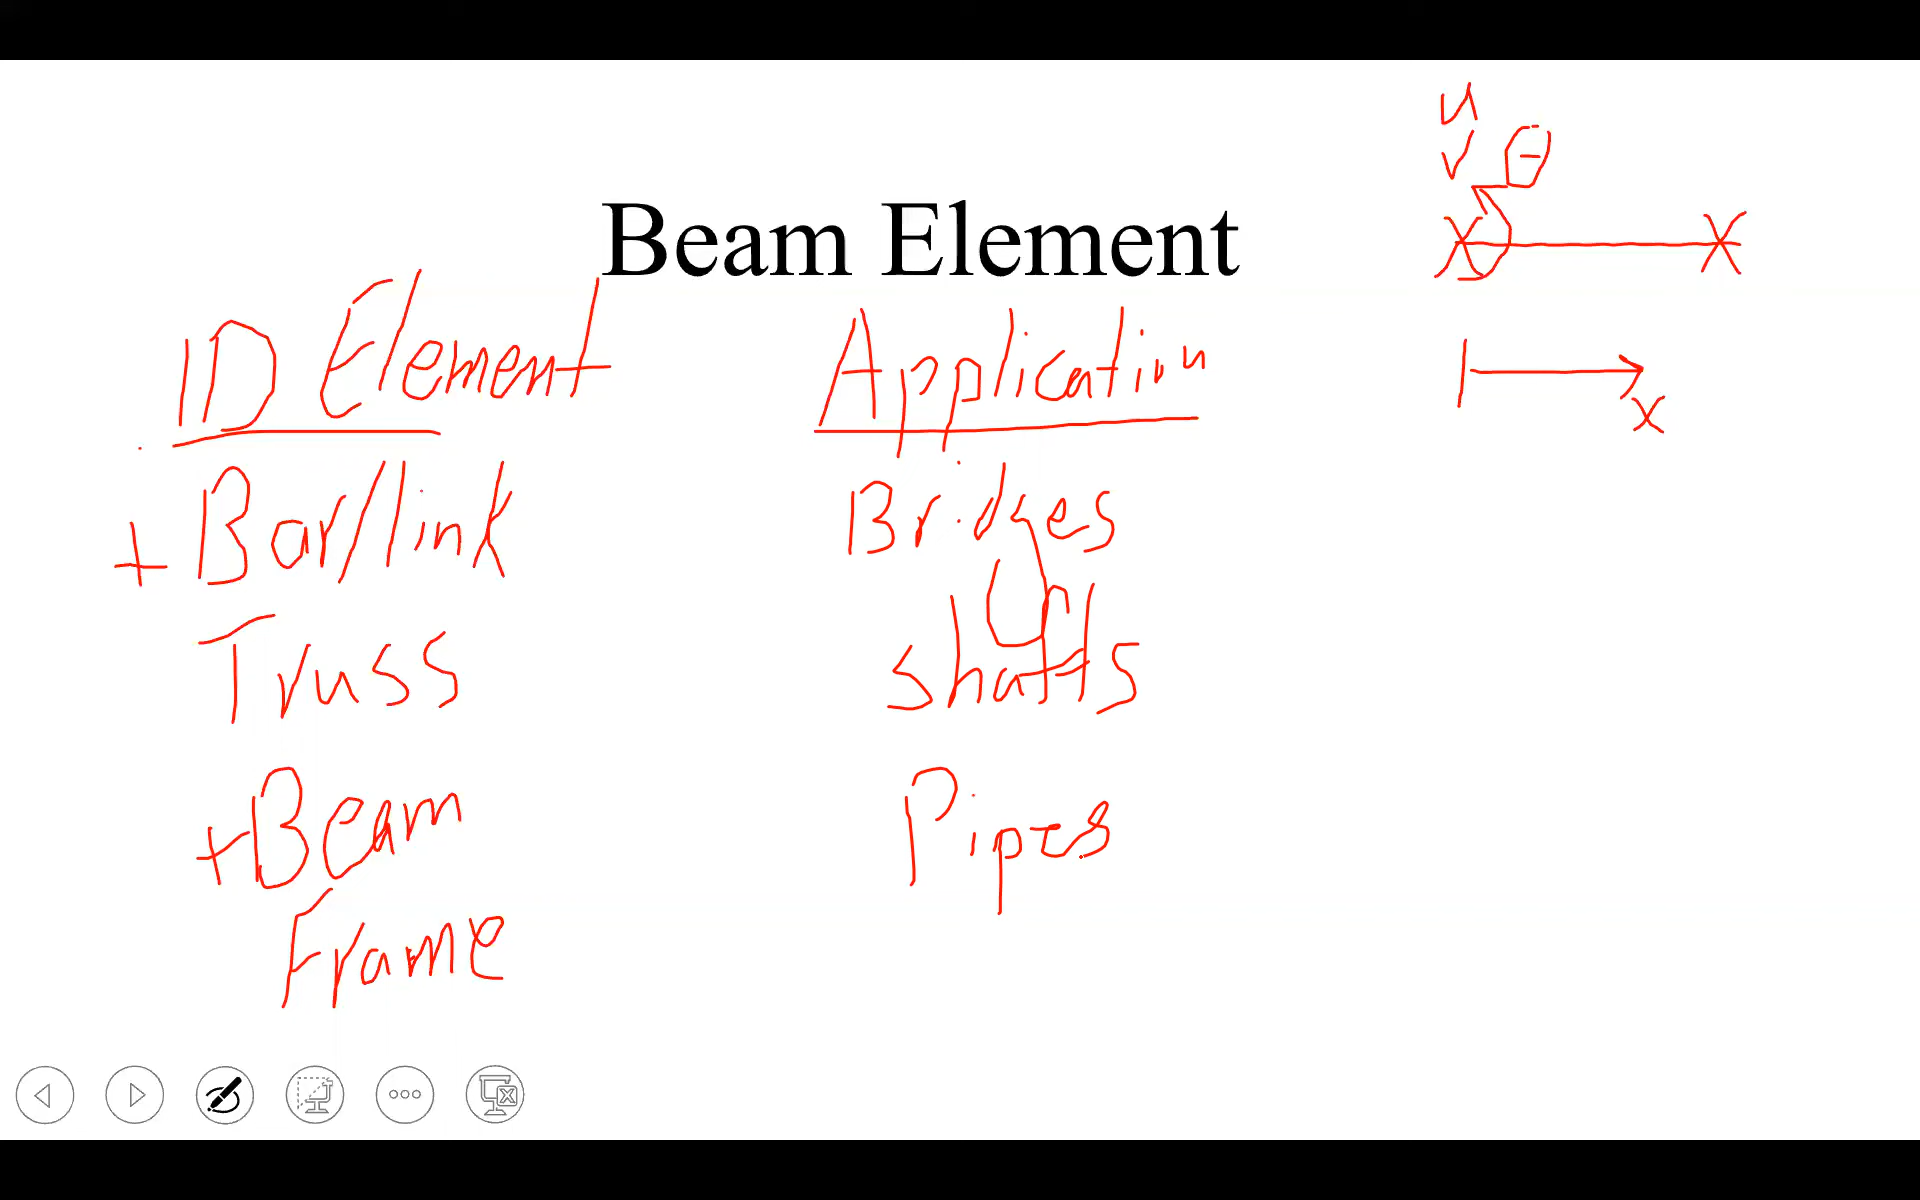 u
v θ
Beam Element
1D Element
Application
x
+ Bar/link
Bridges
Truss
shafts
+ Beam
Pipes
Frame